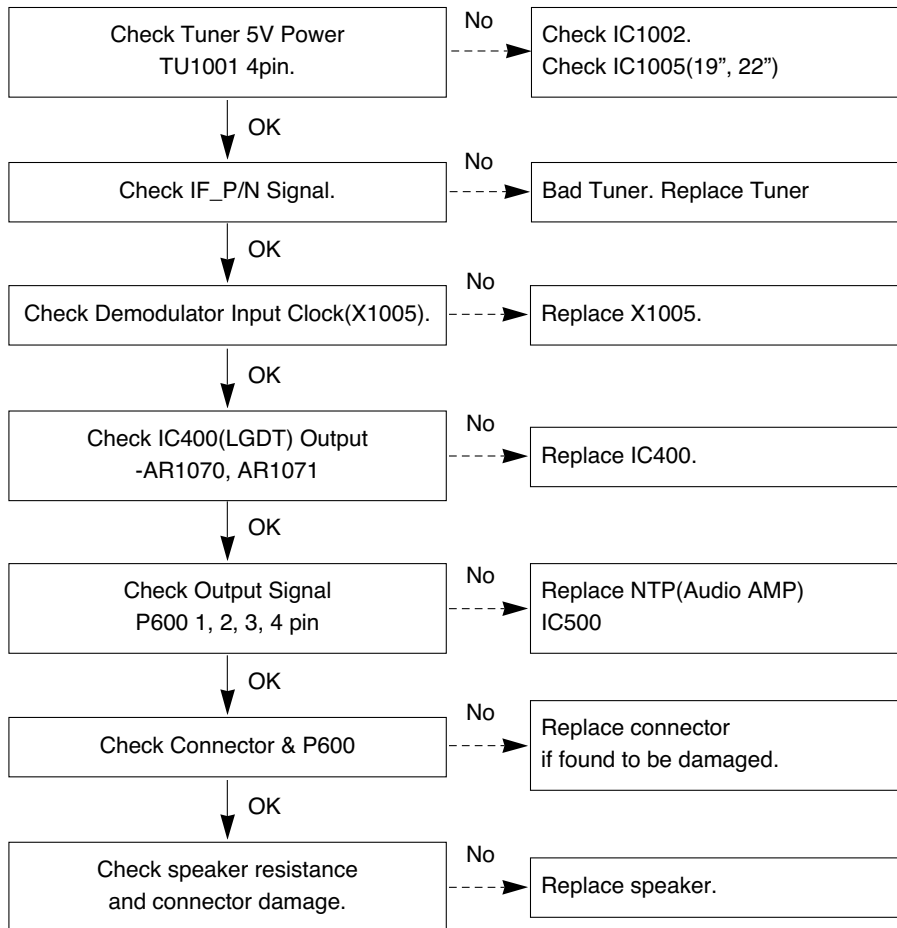 Check Tuner 5V Power
TU1001 4pin.
No
Check IC1002.
Check IC1005(19”, 22”)
OK
Check IF_P/N Signal.
No
Bad Tuner. Replace Tuner
OK
Check Demodulator Input Clock(X1005).
No
Replace X1005.
OK
Check IC400(LGDT) Output
-AR1070, AR1071
No
Replace IC400.
OK
Check Output Signal
P600 1, 2, 3, 4 pin
No
Replace NTP(Audio AMP)
IC500
OK
Check Connector & P600
No
Replace connector
if found to be damaged.
OK
Check speaker resistance
and connector damage.
No
Replace speaker.